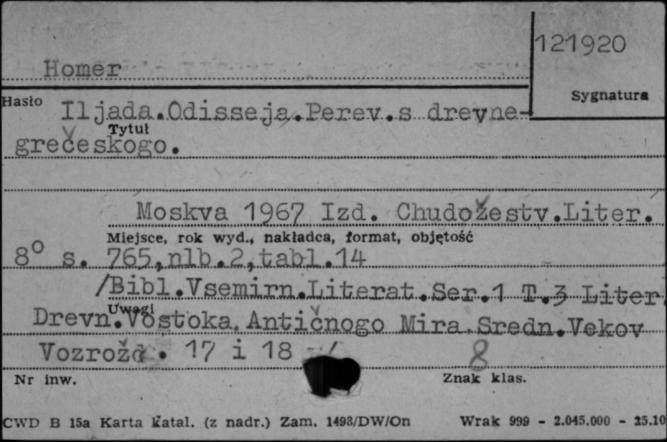 121920
Homer
Hasło
Sygnatura
Iljada.Odisseja.Perev.s drevne-
Tytuł
grečeskogo.
Moskva 1967 Izd. Chudožestv.Liter.
Miejsce, rok wyd., nakładca, format, objętość
8° s. 765,nlb.2,tabl.14
/Bibl.Vsemirn.Literat.Ser.1 T.3 Liter
Uwagi
Drevn.Vostoka.Antičnogo Mira.Sredn.Vekov
Vozrožd. 17 i 18
8
Nr inw.
Znak klas.
CWD B 15a Karta katal. (z nadr.) Zam. 1493/DW/On
Wrak 999 - 2.045.000 - 25.10